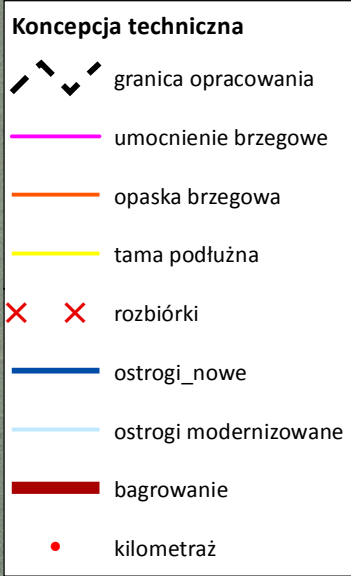 Koncepcja techniczna
granica opracowania
umocnienie brzegowe
opaska brzegowa
tama podłużna
rozbiórki
ostrogi_nowe
ostrogi modernizowane
bagrowanie
kilometraż